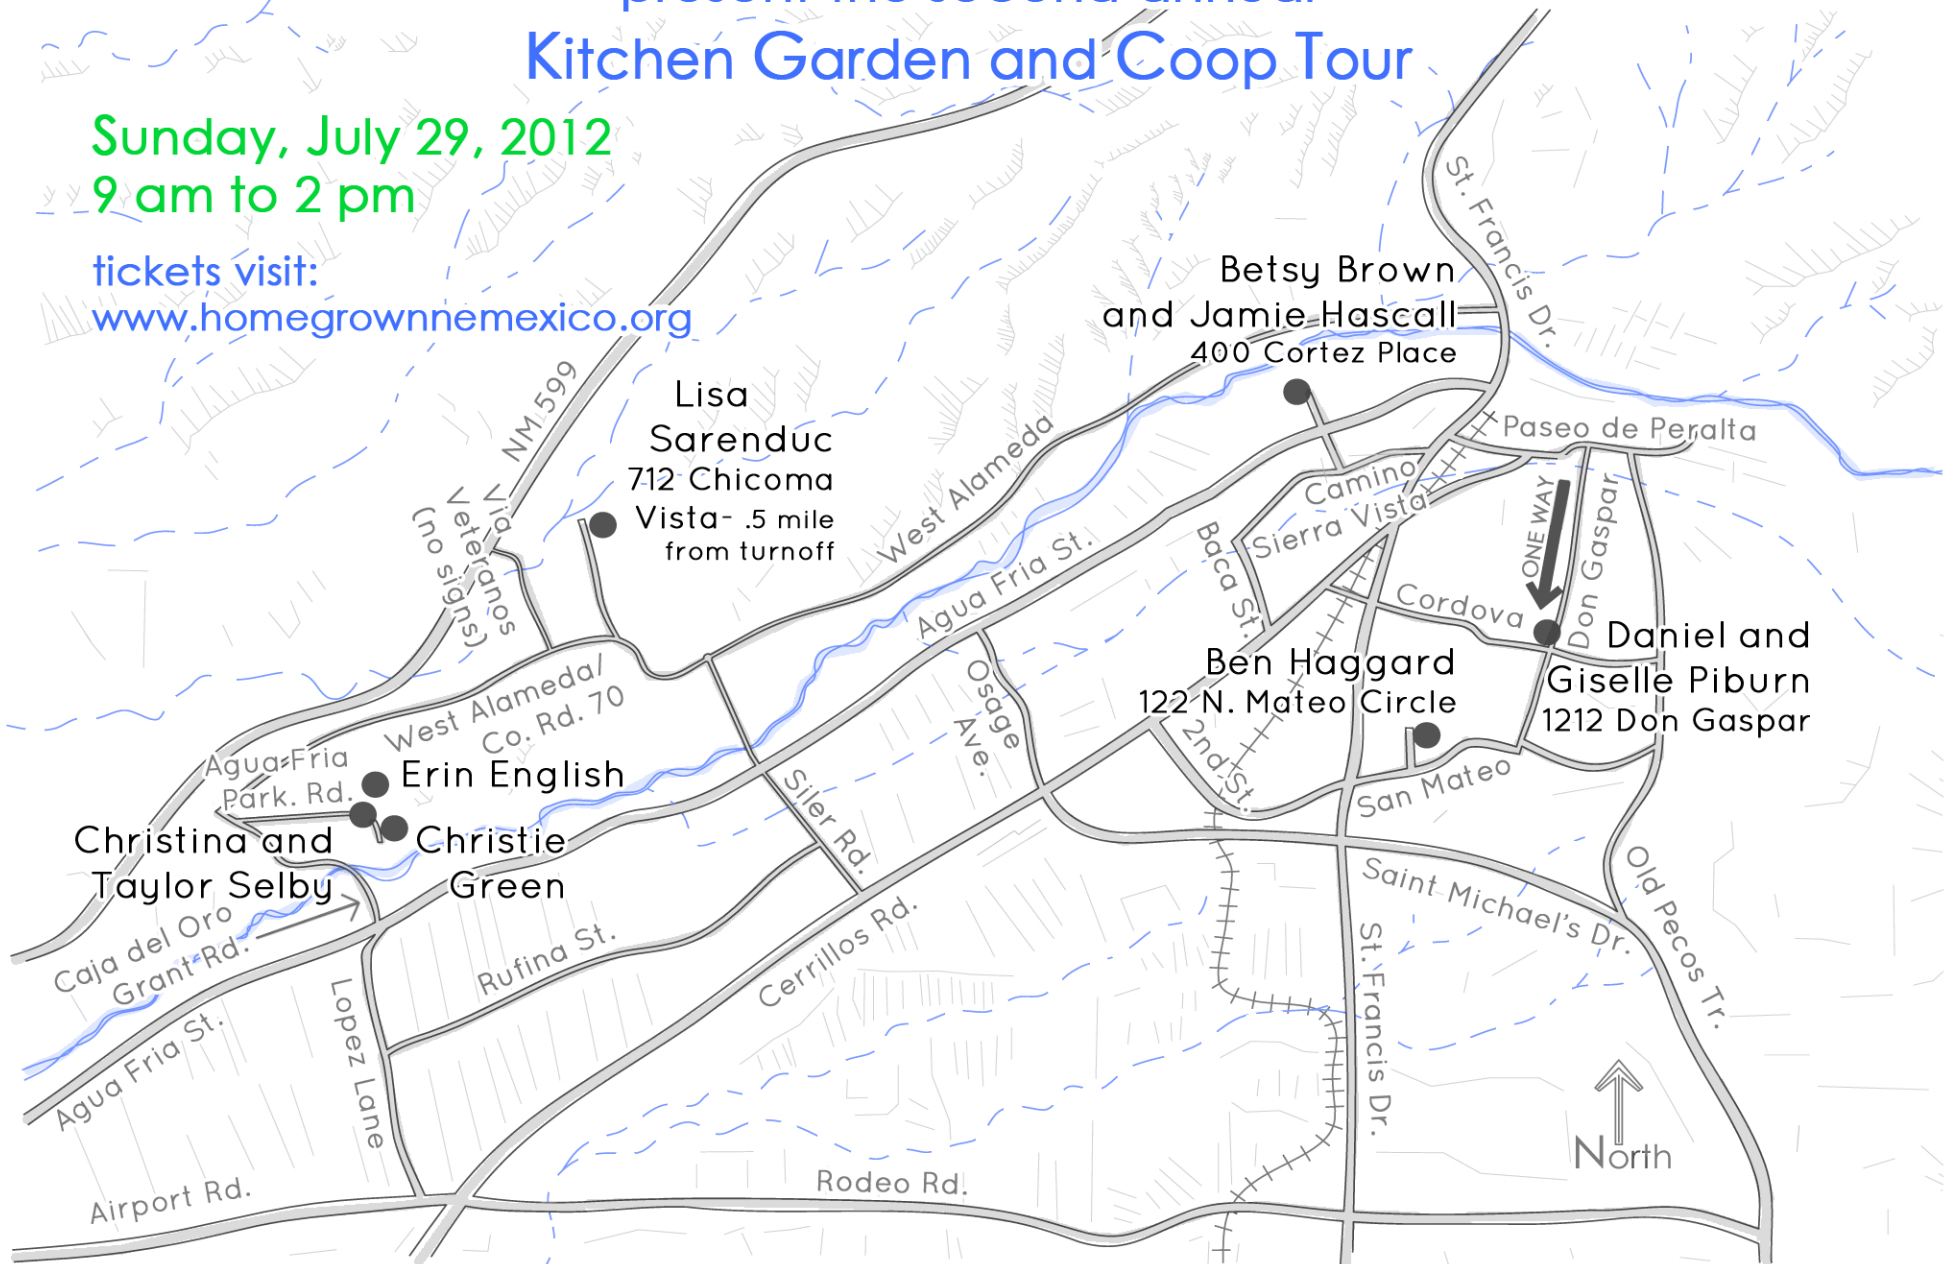 present the second annual
Kitchen Garden and Coop Tour
Sunday, July 29, 2012
9 am to 2 pm
tickets visit:
www.homegrownnemexico.org
St. Francis Dr.
Betsy Brown
and Jamie Hascall
400 Cortez Place
NM 599
Lisa
Sarenduc
712 Chicoma
Vista- .5 mile
from turnoff
Via
Veteranos
(no signs)
West Alameda
Paseo de Peralta
Camino
Sierra Vista
ONE WAY
Don Gaspar
Baca St.
Agua Fria St.
Cordova
Daniel and
Giselle Piburn
1212 Don Gaspar
Ben Haggard
122 N. Mateo Circle
Osage
Ave.
West Alameda/
Co. Rd. 70
2nd St.
Agua Fria
Park. Rd.
Erin English
San Mateo
Siler Rd.
Christina and
Taylor Selby
Christie
Green
Saint Michael's Dr.
Old Pecos Tr.
Caja del Oro
Grant Rd.
Rufina St.
Cerrillos Rd.
St. Francis Dr.
Agua Fria St.
Lopez Lane
North
Airport Rd.
Rodeo Rd.